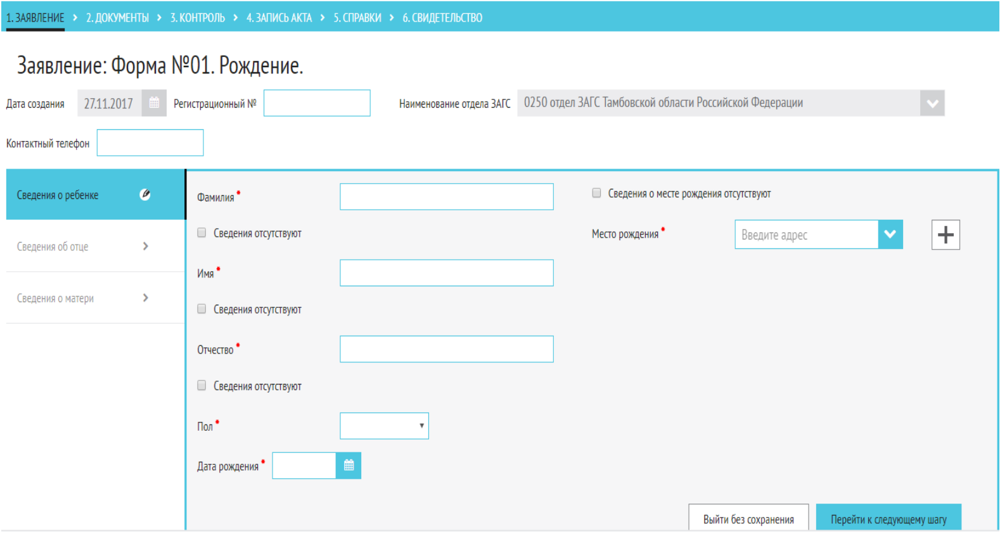 1. ЗАЯВЛЕНИЕ > 2. ДОКУМЕНТЫ > 3. КОНТРОЛЬ > 4. ЗАПИСЬ АКТА > 5. СПРАВКИ > 6. СВИДЕТЕЛЬСТВО
Заявление: Форма №01. Рождение.
Дата создания 27.11.2017 Регистрационный № Наименование отдела ЗАГС 0250 отдел ЗАГС Тамбовской области Российской Федерации
Контактный телефон
Сведения о ребенке
Сведения об отце
Сведения о матери
Фамилия *
Сведения отсутствуют
Имя *
Сведения отсутствуют
Отчество *
Сведения отсутствуют
Пол *
Дата рождения *
Сведения о месте рождения отсутствуют
Место рождения * Введите адрес
Выйти без сохранения Перейти к следующему шагу